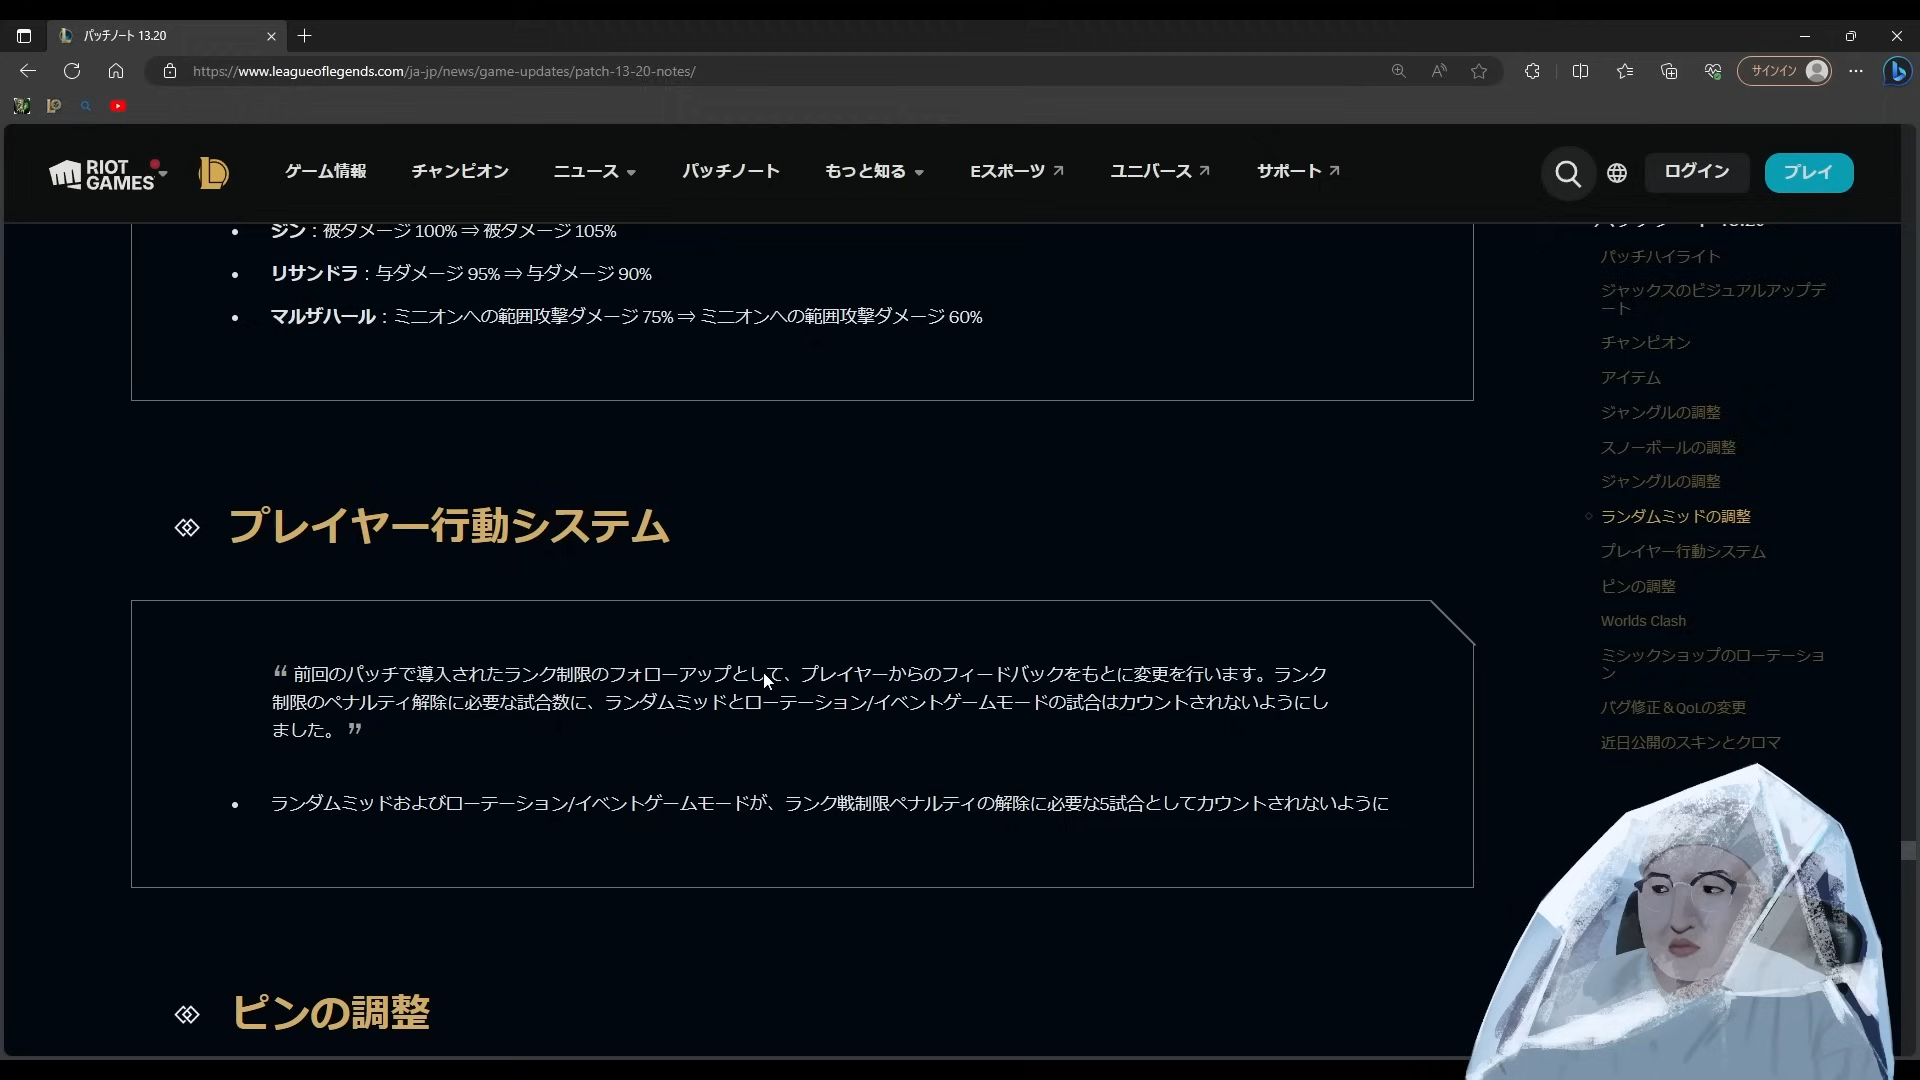 パッチノート 13.20
https://www.leagueoflegends.com/ja-jp/news/game-updates/patch-13-20-notes/
サインイン
RIOT GAMES
ゲーム情報
チャンピオン
ニュース
パッチノート
もっと知る
Eスポーツ
ユニバース
サポート
ログイン
プレイ
ジン：被ダメージ 100% ⇒ 被ダメージ 105%
リサンドラ：与ダメージ 95% ⇒ 与ダメージ 90%
マルザハール：ミニオンへの範囲攻撃ダメージ 75% ⇒ ミニオンへの範囲攻撃ダメージ 60%
プレイヤー行動システム
“ 前回のパッチで導入されたランク制限のフォローアップとして、プレイヤーからのフィードバックをもとに変更を行います。ランク
制限のペナルティ解除に必要な試合数に、ランダムミッドとローテーション/イベントゲームモードの試合はカウントされないようにし
ました。 ”
ランダムミッドおよびローテーション/イベントゲームモードが、ランク戦制限ペナルティの解除に必要な5試合としてカウントされないように
ピンの調整
パッチハイライト
ジャックスのビジュアルアップデ
ート
チャンピオン
アイテム
ジャングルの調整
スノーボールの調整
ジャングルの調整
ランダムミッドの調整
プレイヤー行動システム
ピンの調整
Worlds Clash
ミシックショップのローテーショ
ン
バグ修正＆QoLの変更
近日公開のスキンとクロマ